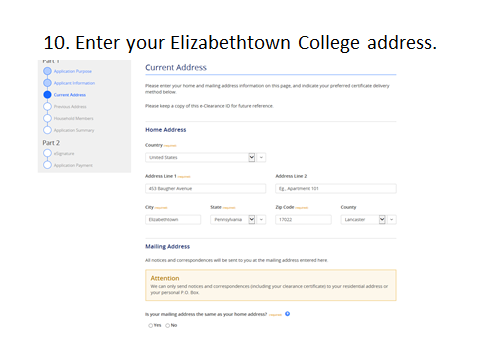 10. Enter your Elizabethtown College address.
Part 1
Application Purpose
Applicant Information
Current Address
Previous Address
Household Members
Application Summary
Part 2
eSignature
Application Payment
Current Address
Please enter your home and mailing address information on this page, and indicate your preferred certificate delivery
method below.
Please keep a copy of this e-Clearance ID for future reference.
Home Address
Country required
United States
Address Line 1 required
Address Line 2
453 Baugher Avenue
Eg., Apartment 101
City required
State required
Zip Code required
County
Elizabethtown
Pennsylvania
17022
Lancaster
Mailing Address
All notices and correspondences will be sent to you at the mailing address entered here.
Attention
We can only send notices and correspondences (including your clearance certificate) to your residential address or
your personal P.O. Box.
Is your mailing address the same as your home address? required ?
Yes No